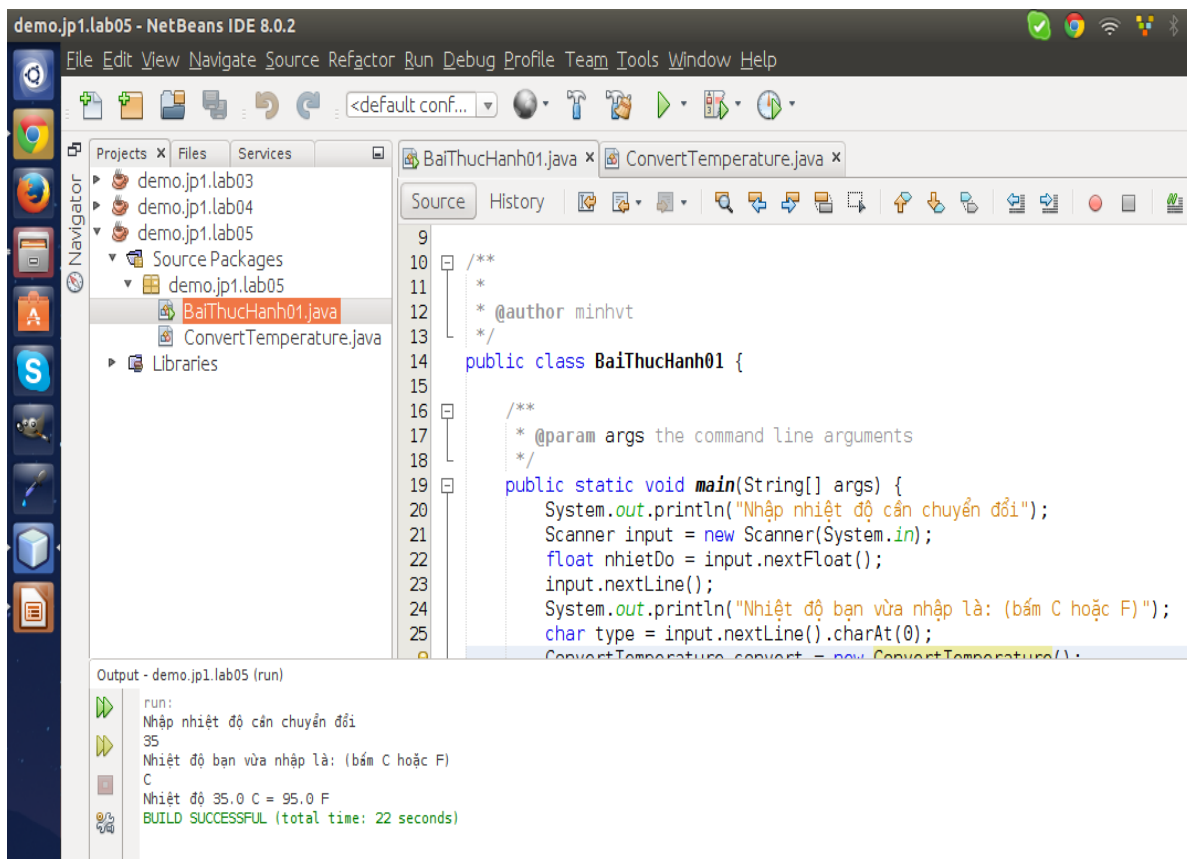 demo.jp1.lab05 - NetBeans IDE 8.0.2
File Edit View Navigate Source Refactor Run Debug Profile Team Tools Window Help
<default conf...
Projects Files Services
BaiThucHanh01.java ConvertTemperature.java
Navigator
demo.jp1.lab03
demo.jp1.lab04
demo.jp1.lab05
Source Packages
demo.jp1.lab05
BaiThucHanh01.java
ConvertTemperature.java
Libraries
Source History
9
10 /**
11 *
12 * @author minhvt
13 */
14 public class BaiThucHanh01 {
15
16 /**
17 * @param args the command line arguments
18 */
19 public static void main(String[] args) {
20 System.out.println("Nhập nhiệt độ cần chuyển đổi");
21 Scanner input = new Scanner(System.in);
22 float nhietDo = input.nextFloat();
23 input.nextLine();
24 System.out.println("Nhiệt độ bạn vừa nhập là: (bấm C hoặc F)");
25 char type = input.nextLine().charAt(0);
ConvertTemperature convert = new ConvertTemperature();
Output - demo.jp1.lab05 (run)
run:
Nhập nhiệt độ cần chuyển đổi
35
Nhiệt độ bạn vừa nhập là: (bấm C hoặc F)
C
Nhiệt độ 35.0 C = 95.0 F
BUILD SUCCESSFUL (total time: 22 seconds)